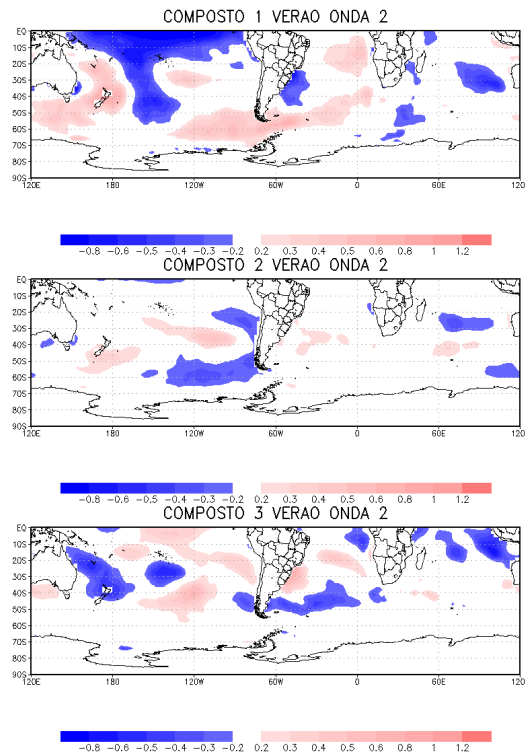 COMPOSTO 1 VERAO ONDA 2
EQ
10S
20S
30S
40S
50S
60S
70S
80S
90S
120E 180 120W 60W 0 60E 120
-0.8 -0.6 -0.5 -0.4 -0.3 -0.2 0.2 0.3 0.4 0.5 0.6 0.8 1 1.2
COMPOSTO 2 VERAO ONDA 2
EQ
10S
20S
30S
40S
50S
60S
70S
80S
90S
120E 180 120W 60W 0 60E 120
-0.8 -0.6 -0.5 -0.4 -0.3 -0.2 0.2 0.3 0.4 0.6 0.8 1 1.2
COMPOSTO 3 VERAO ONDA 2
EQ
10S
20S
30S
40S
50S
60S
70S
80S
90S
120E 180 120W 60W 0 60E 120
-0.8 -0.6 -0.5 -0.4 -0.3 -0.2 0.2 0.3 0.4 0.6 0.8 1.2